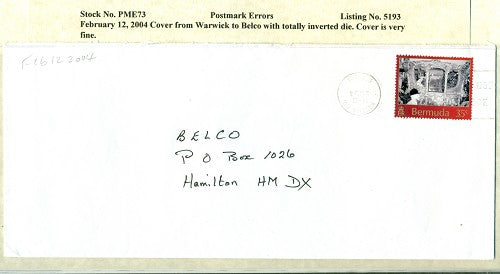 Stock No. PME73 Postmark Errors Listing No. 5193
February 12, 2004 Cover from Warwick to Belco with totally inverted die. Cover is very
fine.
FEB 12 2004
Bermuda 35¢
BELCO
P O Box 1026
Hamilton HM DX